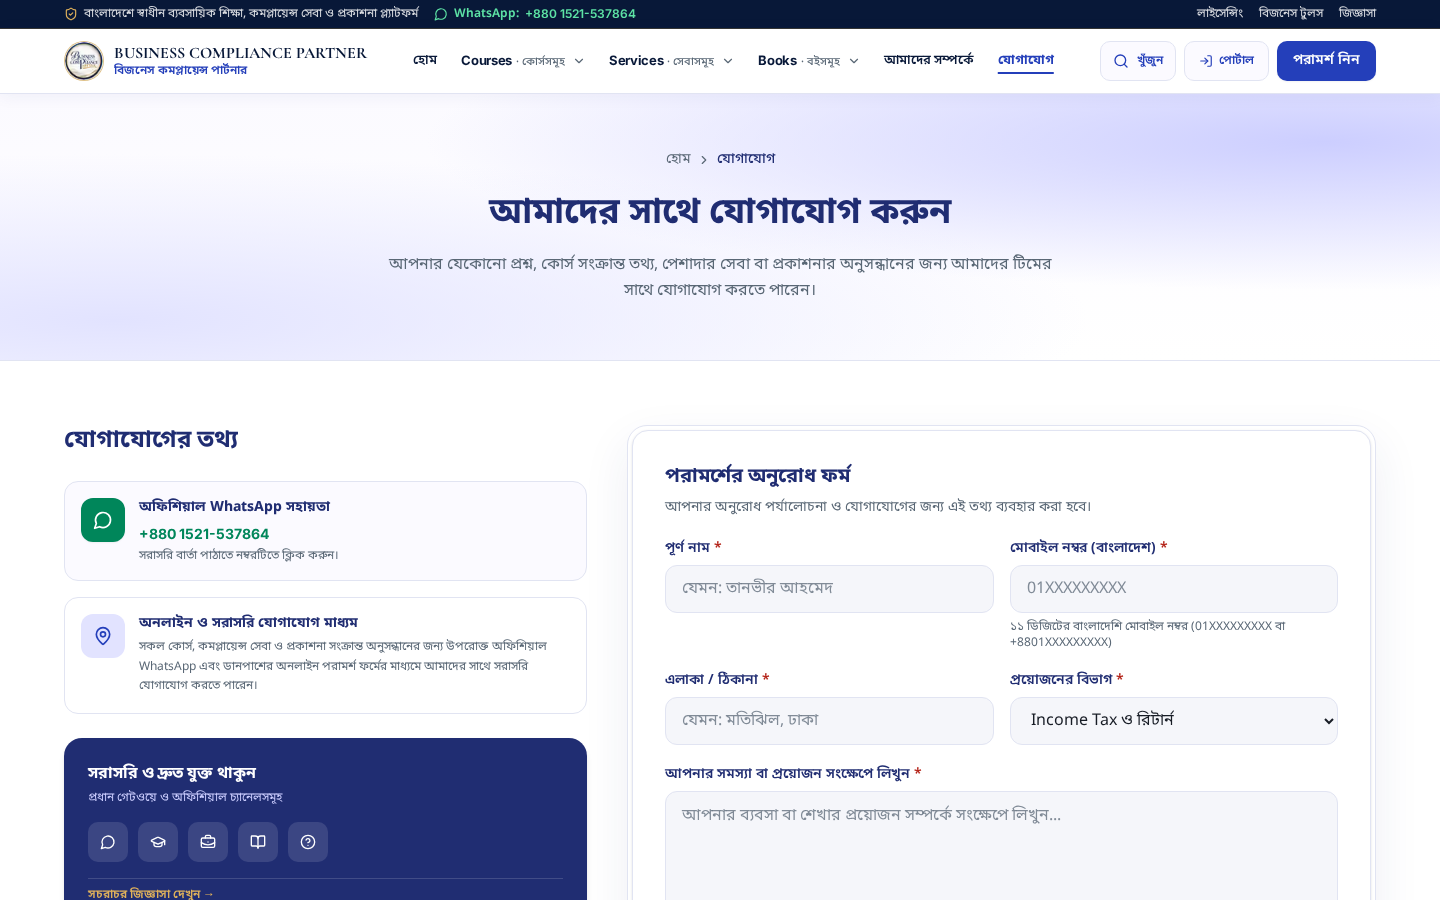 বাংলাদেশে স্বাধীন ব্যবসায়িক শিক্ষা, কমপ্লায়েন্স সেবা ও প্রকাশনা প্ল্যাটফর্ম WhatsApp: +880 1521-537864 লাইসেন্সিং বিজনেস টুলস জিজ্ঞাসা
BUSINESS COMPLIANCE PARTNER
বিজনেস কমপ্লায়েন্স পার্টনার
হোম Courses · কোর্সসমূহ Services · সেবাসমূহ Books · বইসমূহ আমাদের সম্পর্কে যোগাযোগ খুঁজুন পোর্টাল পরামর্শ নিন
হোম > যোগাযোগ
আমাদের সাথে যোগাযোগ করুন
আপনার যেকোনো প্রশ্ন, কোর্স সংক্রান্ত তথ্য, পেশাদার সেবা বা প্রকাশনার অনুসন্ধানের জন্য আমাদের টিমের
সাথে যোগাযোগ করতে পারেন।
যোগাযোগের তথ্য
অফিশিয়াল WhatsApp সহায়তা
+880 1521-537864
সরাসরি বার্তা পাঠাতে নম্বরটিতে ক্লিক করুন।
অনলাইন ও সরাসরি যোগাযোগ মাধ্যম
সকল কোর্স, কমপ্লায়েন্স সেবা ও প্রকাশনা সংক্রান্ত অনুসন্ধানের জন্য উপরোক্ত অফিশিয়াল
WhatsApp এবং ডানপাশের অনলাইন পরামর্শ ফর্মের মাধ্যমে আমাদের সাথে সরাসরি
যোগাযোগ করতে পারেন।
সরাসরি ও দ্রুত যুক্ত থাকুন
প্রধান গেটওয়ে ও অফিশিয়াল চ্যানেলসমূহ
সচরাচর জিজ্ঞাসা দেখুন →
পরামর্শের অনুরোধ ফর্ম
আপনার অনুরোধ পর্যালোচনা ও যোগাযোগের জন্য এই তথ্য ব্যবহার করা হবে।
পূর্ণ নাম * মোবাইল নম্বর (বাংলাদেশ) *
যেমন: তানভীর আহমেদ 01XXXXXXXXX
১১ ডিজিটের বাংলাদেশি মোবাইল নম্বর (01XXXXXXXXX বা
+8801XXXXXXXXX)
এলাকা / ঠিকানা * প্রয়োজনের বিভাগ *
যেমন: মতিঝিল, ঢাকা Income Tax ও রিটার্ন
আপনার সমস্যা বা প্রয়োজন সংক্ষেপে লিখুন *
আপনার ব্যবসা বা শেখার প্রয়োজন সম্পর্কে সংক্ষেপে লিখুন...